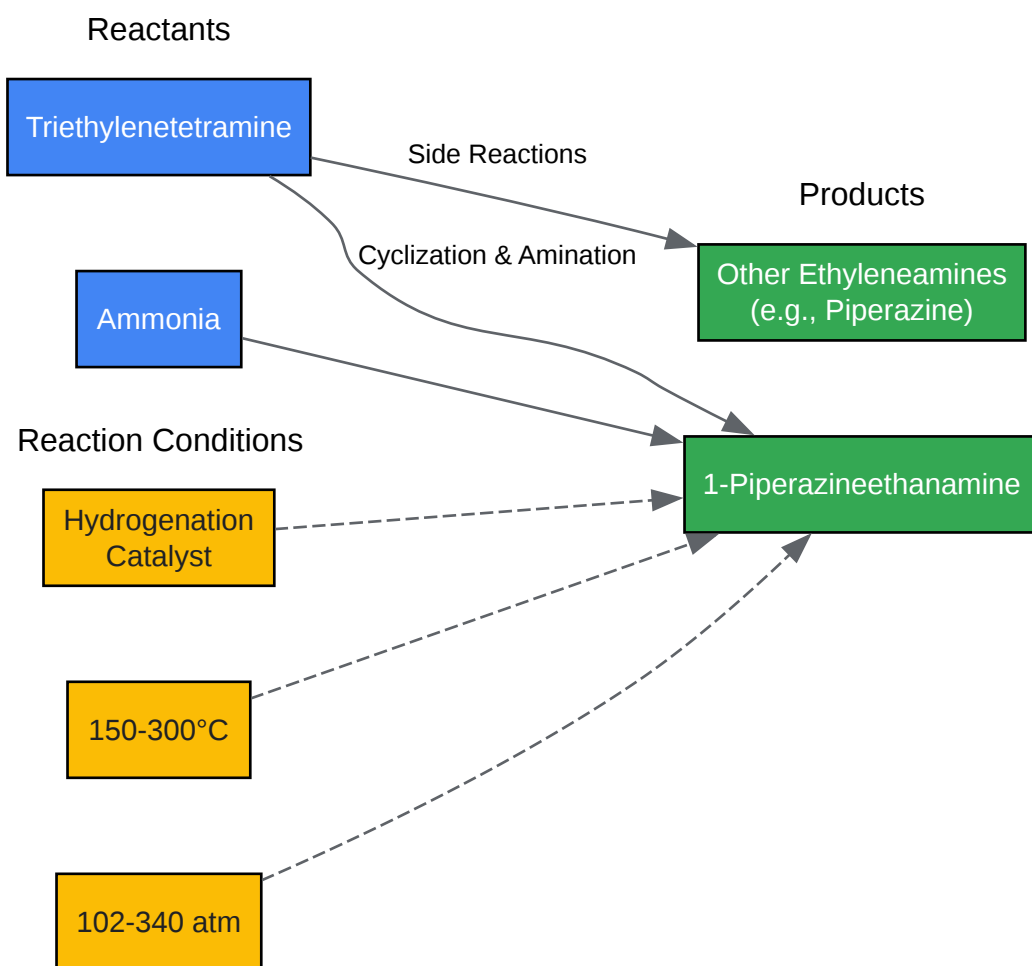 Reactants
Triethylenetetramine
Side Reactions
Products
Cyclization & Amination
Other Ethyleneamines
(e.g., Piperazine)
Ammonia
Reaction Conditions
1-Piperazineethanamine
Hydrogenation
Catalyst
150-300°C
102-340 atm